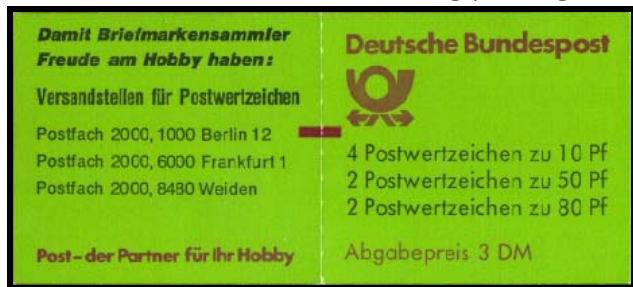 Damit Briefmarkensammler
Freude am Hobby haben:
Versandstellen für Postwertzeichen
Postfach 2000, 1000 Berlin 12
Postfach 2000, 6000 Frankfurt 1
Postfach 2000, 8480 Weiden
Post – der Partner für Ihr Hobby
Deutsche Bundespost
4 Postwertzeichen zu 10 Pf
2 Postwertzeichen zu 50 Pf
2 Postwertzeichen zu 80 Pf
Abgabepreis 3 DM